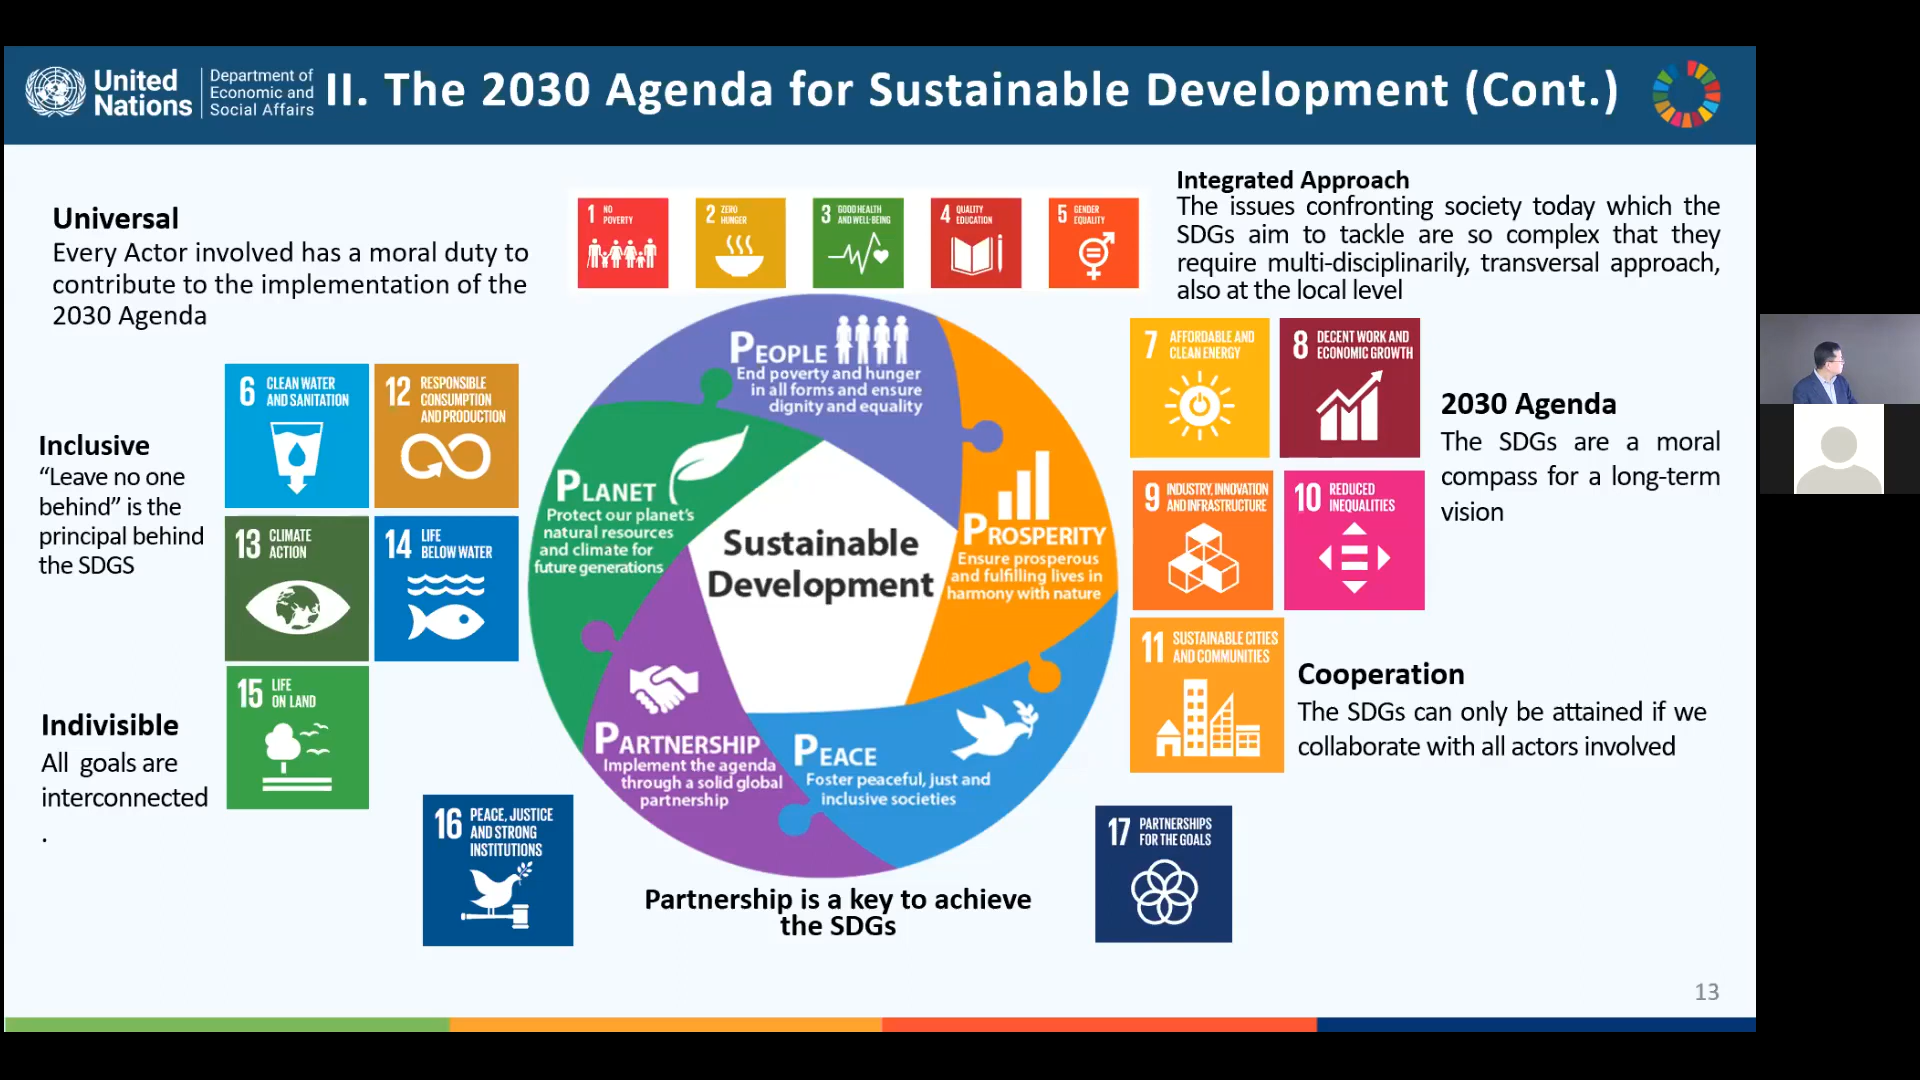 United
Nations
Department of
Economic and
Social Affairs
II. The 2030 Agenda for Sustainable Development (Cont.)
Universal
Every Actor involved has a moral duty to
contribute to the implementation of the
2030 Agenda
1 NO
POVERTY
2 ZERO
HUNGER
3 GOOD HEALTH
AND WELL-BEING
4 QUALITY
EDUCATION
5 GENDER
EQUALITY
Integrated Approach
The issues confronting society today which the
SDGs aim to tackle are so complex that they
require multi-disciplinarily, transversal approach,
also at the local level
6 CLEAN WATER
AND SANITATION
12 RESPONSIBLE
CONSUMPTION
AND PRODUCTION
Inclusive
“Leave no one
behind” is the
principal behind
the SDGS
13 CLIMATE
ACTION
14 LIFE
BELOW WATER
Indivisible
All goals are
interconnected
.
15 LIFE
ON LAND
16 PEACE, JUSTICE
AND STRONG
INSTITUTIONS
PEOPLE
End poverty and hunger
in all forms and ensure
dignity and equality
PLANET
Protect our planet’s
natural resources
and climate for
future generations
Sustainable
Development
PROSPERITY
Ensure prosperous
and fulfilling lives in
harmony with nature
PARTNERSHIP
Implement the agenda
through a solid global
partnership
PEACE
Foster peaceful, just and
inclusive societies
Partnership is a key to achieve
the SDGs
7 AFFORDABLE AND
CLEAN ENERGY
8 DECENT WORK AND
ECONOMIC GROWTH
2030 Agenda
The SDGs are a moral
compass for a long-term
vision
9 INDUSTRY, INNOVATION
AND INFRASTRUCTURE
10 REDUCED
INEQUALITIES
11 SUSTAINABLE CITIES
AND COMMUNITIES
Cooperation
The SDGs can only be attained if we
collaborate with all actors involved
17 PARTNERSHIPS
FOR THE GOALS
13